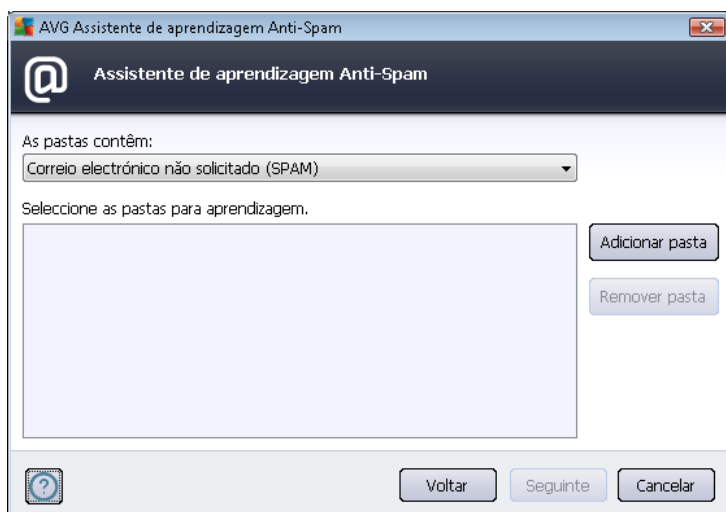 AVG Assistente de aprendizagem Anti-Spam
Assistente de aprendizagem Anti-Spam
As pastas contêm:
Correio electrónico não solicitado (SPAM)
Seleccione as pastas para aprendizagem.
Adicionar pasta
Remover pasta
Voltar
Seguinte
Cancelar